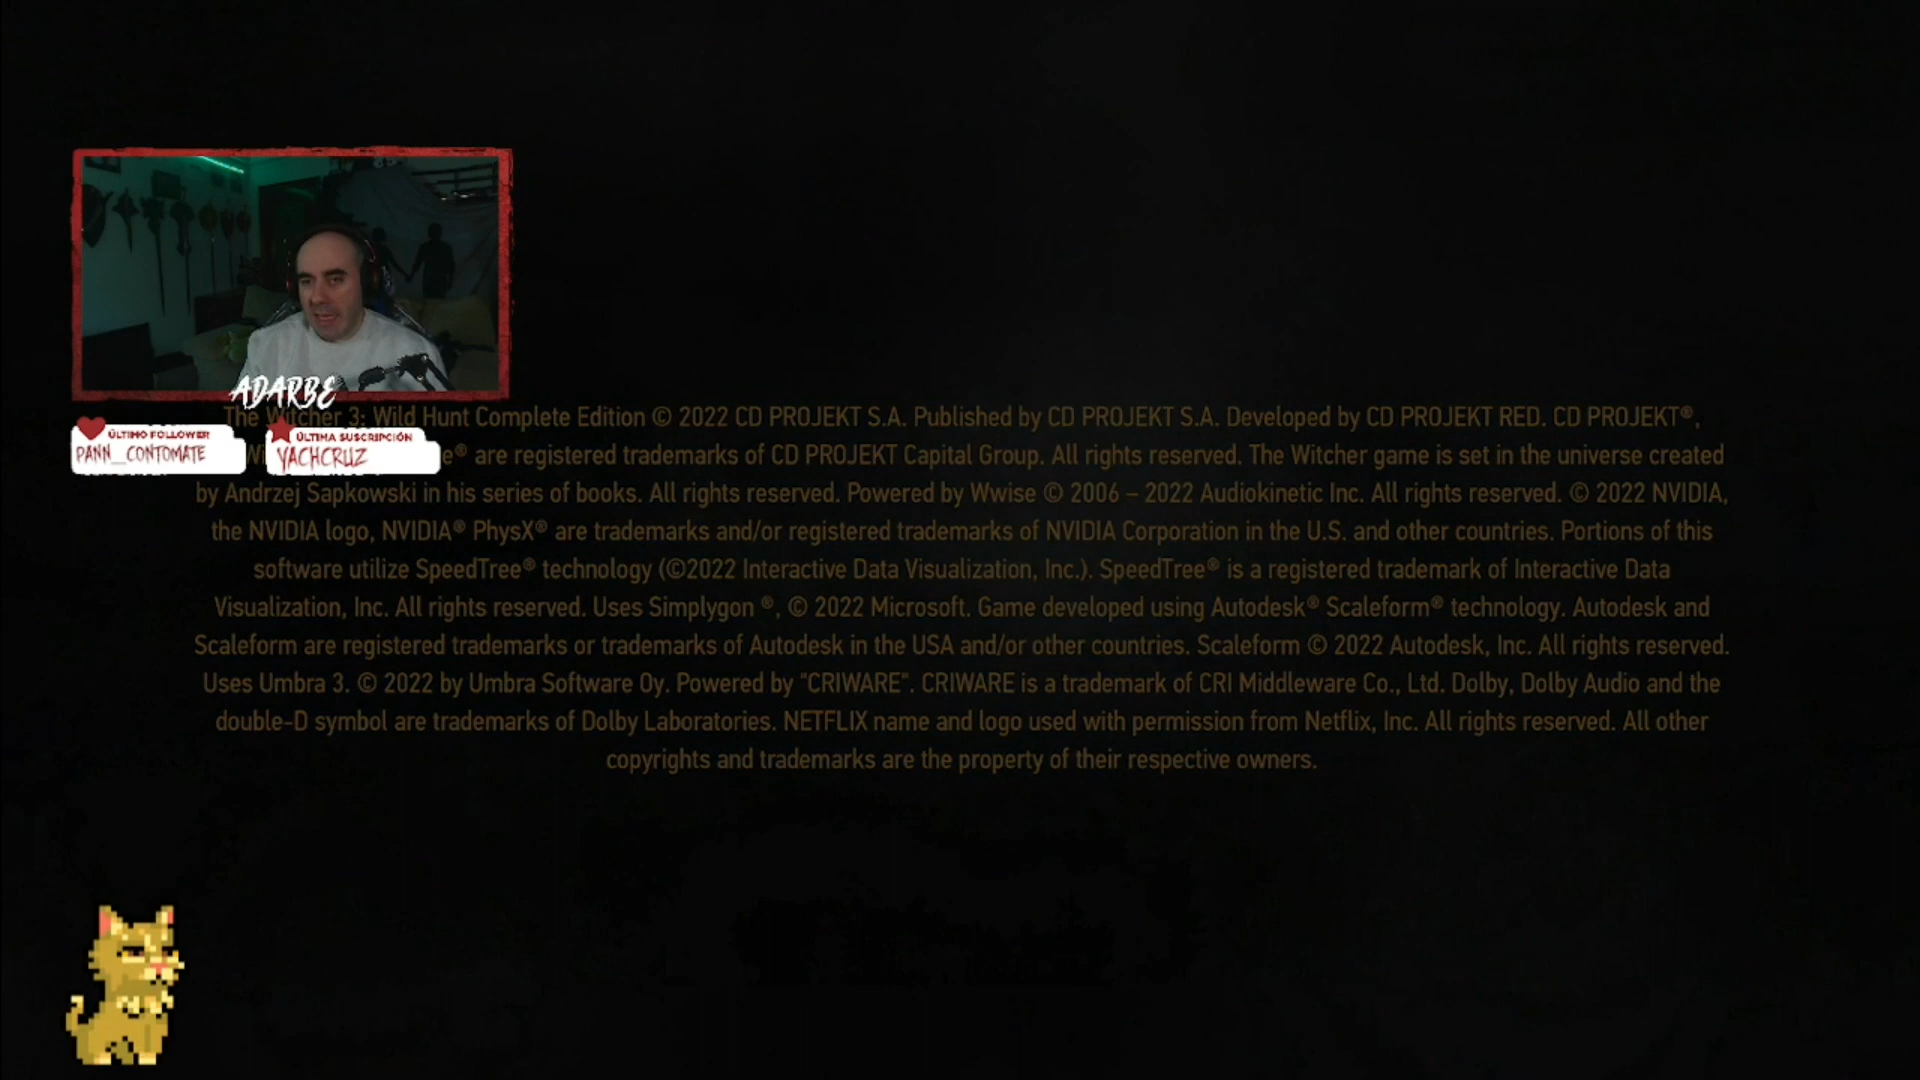 ADARBE
The Witcher 3: Wild Hunt Complete Edition © 2022 CD PROJEKT S.A. Published by CD PROJEKT S.A. Developed by CD PROJEKT RED. CD PROJEKT®,
ÚLTIMO FOLLOWER
PANN_CONTOMATE
ÚLTIMA SUSCRIPCIÓN
YACHCRUZ
are registered trademarks of CD PROJEKT Capital Group. All rights reserved. The Witcher game is set in the universe created
by Andrzej Sapkowski in his series of books. All rights reserved. Powered by Wwise © 2006 – 2022 Audiokinetic Inc. All rights reserved. © 2022 NVIDIA,
the NVIDIA logo, NVIDIA® PhysX® are trademarks and/or registered trademarks of NVIDIA Corporation in the U.S. and other countries. Portions of this
software utilize SpeedTree® technology (©2022 Interactive Data Visualization, Inc.). SpeedTree® is a registered trademark of Interactive Data
Visualization, Inc. All rights reserved. Uses Simplygon ®, © 2022 Microsoft. Game developed using Autodesk® Scaleform® technology. Autodesk and
Scaleform are registered trademarks or trademarks of Autodesk in the USA and/or other countries. Scaleform © 2022 Autodesk, Inc. All rights reserved.
Uses Umbra 3. © 2022 by Umbra Software Oy. Powered by "CRIWARE". CRIWARE is a trademark of CRI Middleware Co., Ltd. Dolby, Dolby Audio and the
double-D symbol are trademarks of Dolby Laboratories. NETFLIX name and logo used with permission from Netflix, Inc. All rights reserved. All other
copyrights and trademarks are the property of their respective owners.